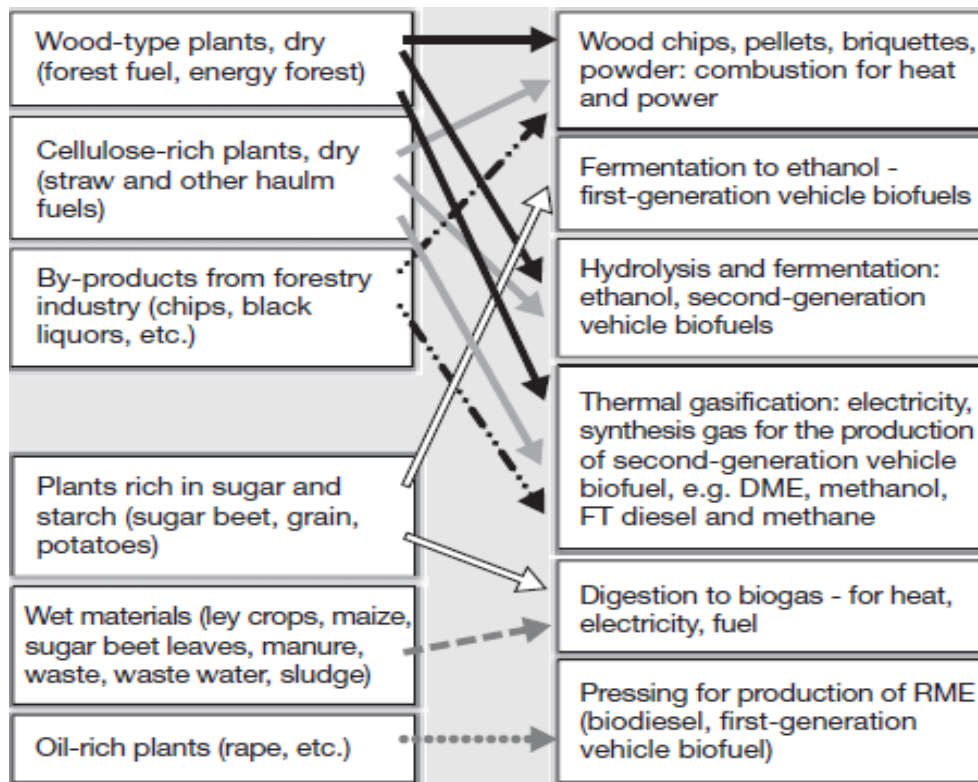 Wood-type plants, dry
(forest fuel, energy forest)
Cellulose-rich plants, dry
(straw and other haulm
fuels)
By-products from forestry
industry (chips, black
liquors, etc.)
Plants rich in sugar and
starch (sugar beet, grain,
potatoes)
Wet materials (ley crops, maize,
sugar beet leaves, manure,
waste, waste water, sludge)
Oil-rich plants (rape, etc.)
Wood chips, pellets, briquettes,
powder: combustion for heat
and power
Fermentation to ethanol -
first-generation vehicle biofuels
Hydrolysis and fermentation:
ethanol, second-generation
vehicle biofuels
Thermal gasification: electricity,
synthesis gas for the production
of second-generation vehicle
biofuel, e.g. DME, methanol,
FT diesel and methane
Digestion to biogas - for heat,
electricity, fuel
Pressing for production of RME
(biodiesel, first-generation
vehicle biofuel)